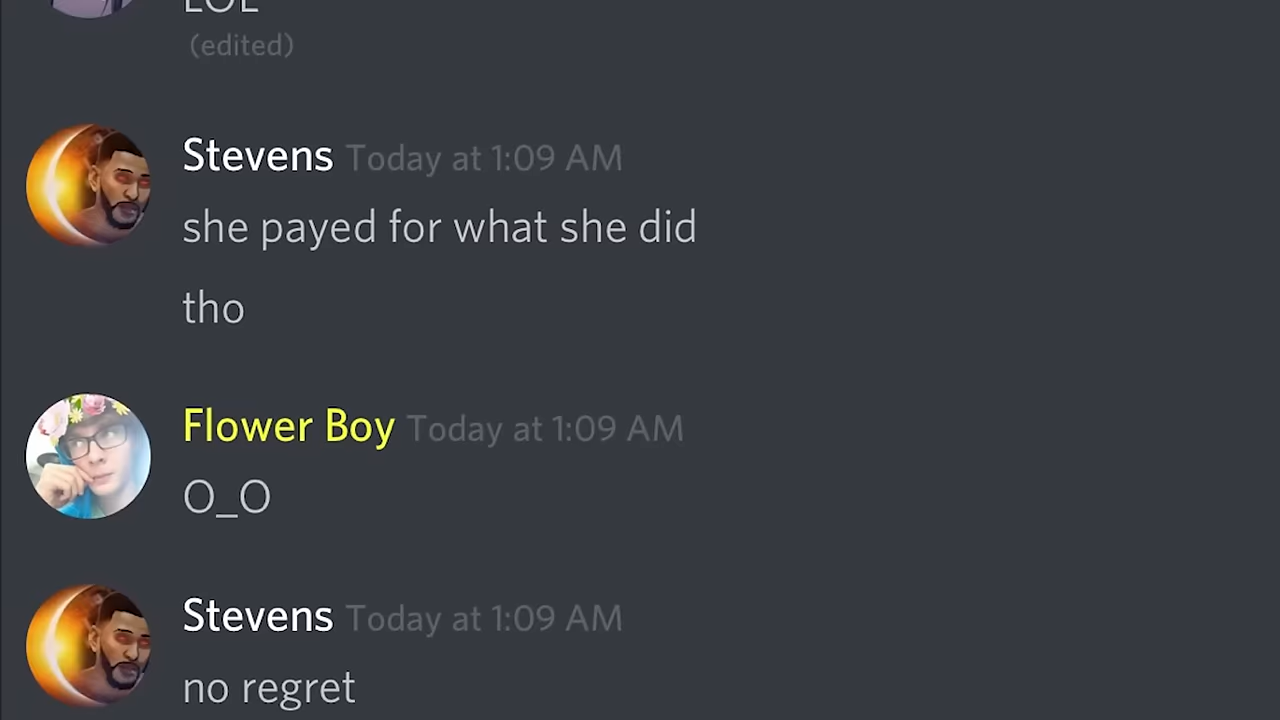 LOL
(edited)
Stevens Today at 1:09 AM
she payed for what she did
tho
Flower Boy Today at 1:09 AM
O_O
Stevens Today at 1:09 AM
no regret